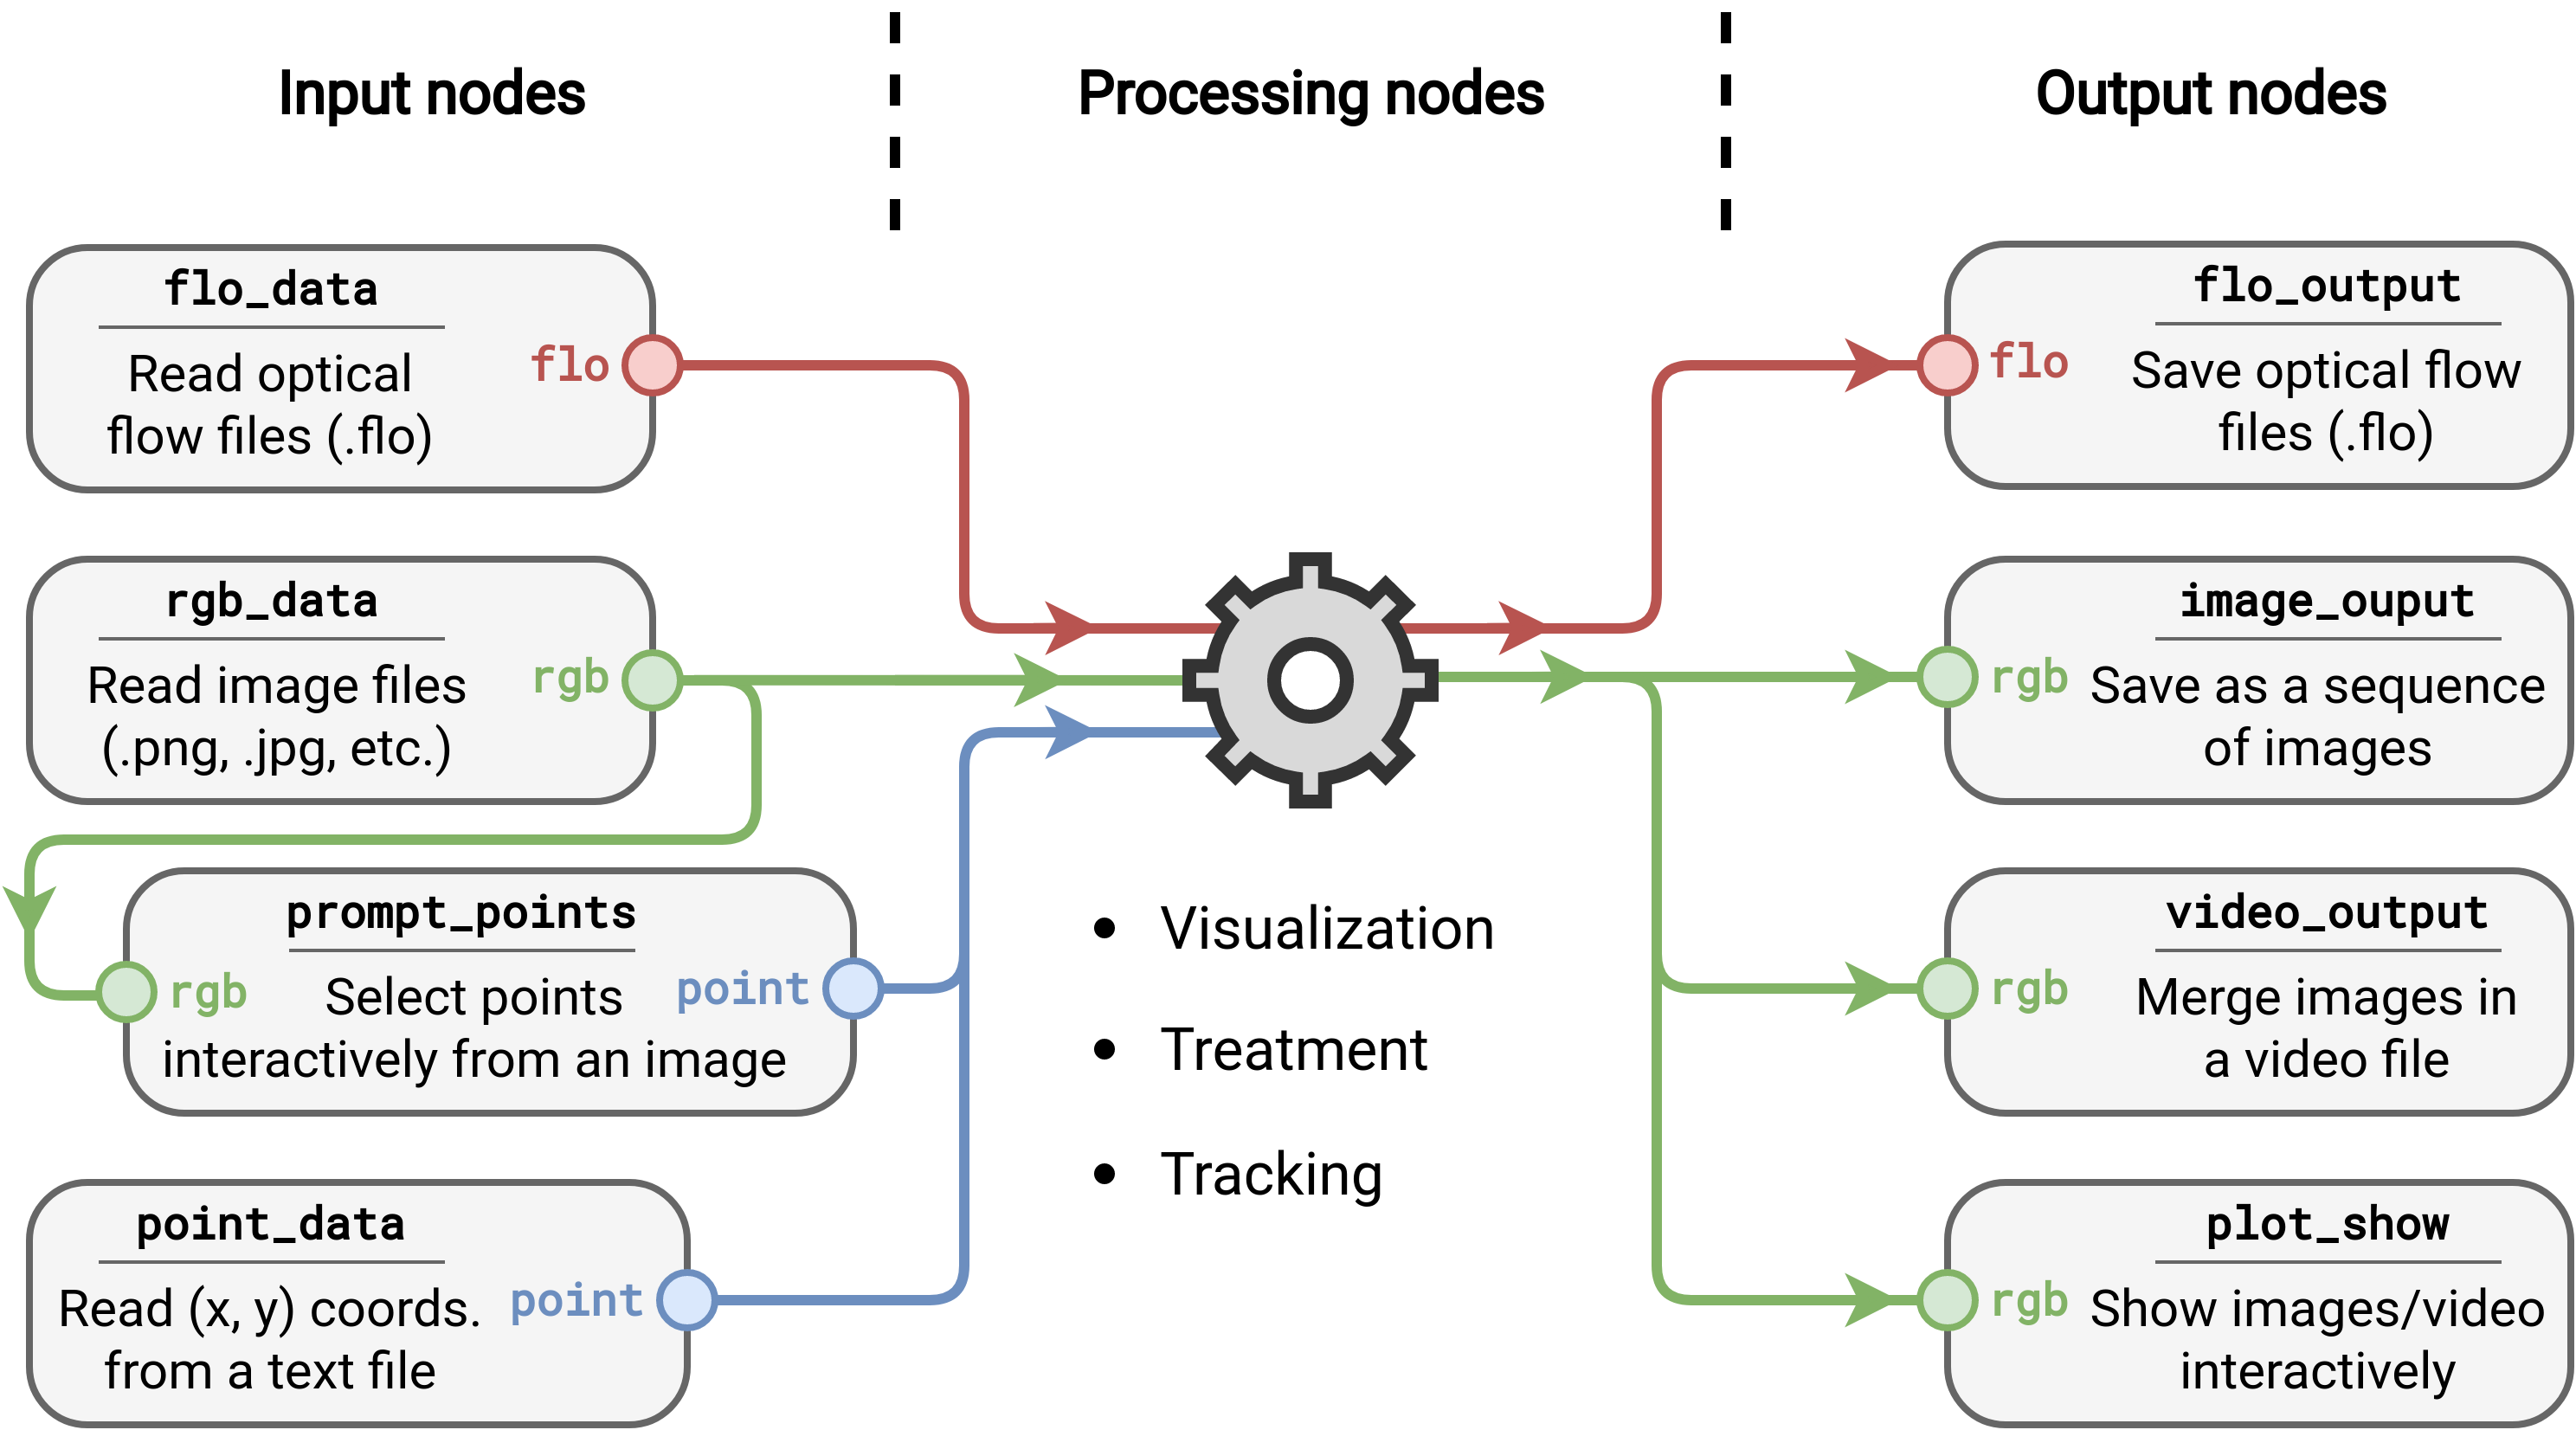 Input nodes
Processing nodes
Output nodes
flo_data
Read optical
flow files (.flo)
flo
rgb_data
Read image files
(.png, .jpg, etc.)
rgb
prompt_points
rgb
Select points
interactively from an image
point
point_data
Read (x, y) coords.
from a text file
point
• Visualization
• Treatment
• Tracking
flo
flo_output
Save optical flow
files (.flo)
rgb
image_ouput
Save as a sequence
of images
rgb
video_output
Merge images in
a video file
rgb
plot_show
Show images/video
interactively